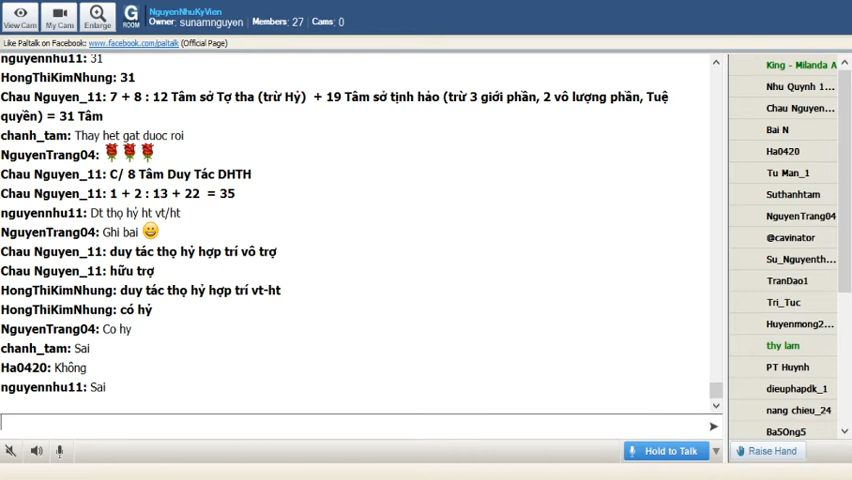 View Cam
My Cam
Enlarge
G
ROOM
NguyenNhuKyVien
Owner: sunamnguyen Members: 27 Cams: 0
Like Paltalk on Facebook: www.facebook.com/paltalk (Official Page)
nguyennhu11: 31
HongThiKimNhung: 31
Chau Nguyen_11: 7 + 8 : 12 Tâm sở Tợ tha (trừ Hỷ) + 19 Tâm sở tịnh hảo (trừ 3 giới phần, 2 vô lượng phần, Tuệ
quyền) = 31 Tâm
chanh_tam: Thay het gat duoc roi
NguyenTrang04:
Chau Nguyen_11: C/ 8 Tâm Duy Tác DHTH
Chau Nguyen_11: 1 + 2 : 13 + 22 = 35
nguyennhu11: Dt thọ hỷ ht vt/ht
NguyenTrang04: Ghi bai
Chau Nguyen_11: duy tác thọ hỷ hợp trí vô trợ
Chau Nguyen_11: hữu trợ
HongThiKimNhung: duy tác thọ hỷ hợp trí vt-ht
HongThiKimNhung: có hỷ
NguyenTrang04: Co hy
chanh_tam: Sai
Ha0420: Không
nguyennhu11: Sai
Hold to Talk
King - Milanda A
Nhu Quynh 1...
Chau Nguyen...
Bai N
Ha0420
Tu Man_1
Suthanhtam
NguyenTrang04
@cavinator
Su_Nguyenth...
TranDao1
Tri_Tuc
Huyenmong2...
thy lam
PT Huynh
dieuphapdk_1
nang chieu_24
Ba5Ong5
Raise Hand